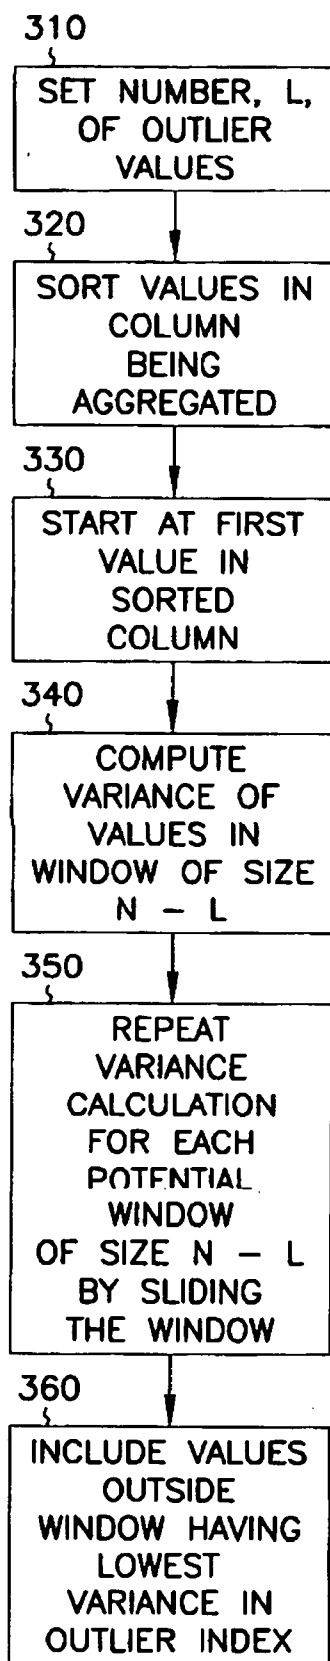 310
SET NUMBER, L,
OF OUTLIER
VALUES
320
SORT VALUES IN
COLUMN
BEING
AGGREGATED
330
START AT FIRST
VALUE IN
SORTED
COLUMN
340
COMPUTE
VARIANCE OF
VALUES IN
WINDOW OF SIZE
N - L
350
REPEAT
VARIANCE
CALCULATION
FOR EACH
POTENTIAL
WINDOW
OF SIZE N - L
BY SLIDING
THE WINDOW
360
INCLUDE VALUES
OUTSIDE
WINDOW HAVING
LOWEST
VARIANCE IN
OUTLIER INDEX